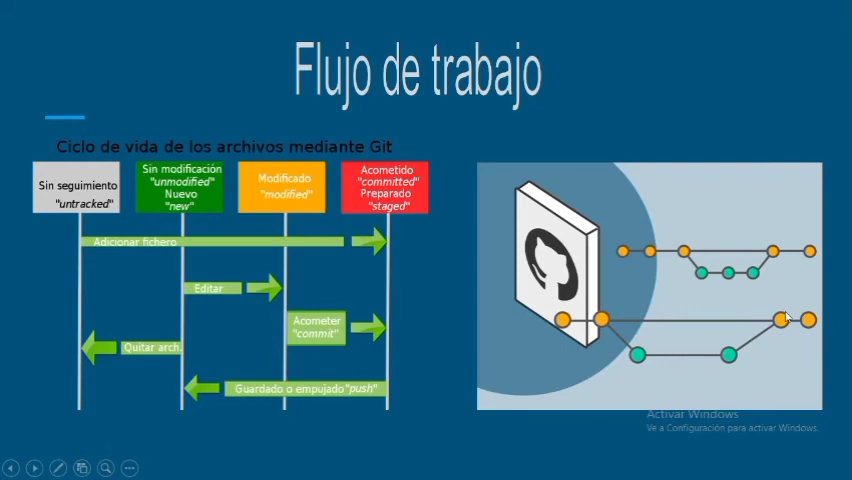 Flujo de trabajo
Ciclo de vida de los archivos mediante Git
Sin seguimiento
"untracked"
Sin modificación
"unmodified"
Nuevo
"new"
Modificado
"modified"
Acometido
"committed"
Preparado
"staged"
Adicionar fichero
Editar
Acometer
"commit"
Quitar arch.
Guardado o empujado"push"
Activar Windows
Ve a Configuración para activar Windows.